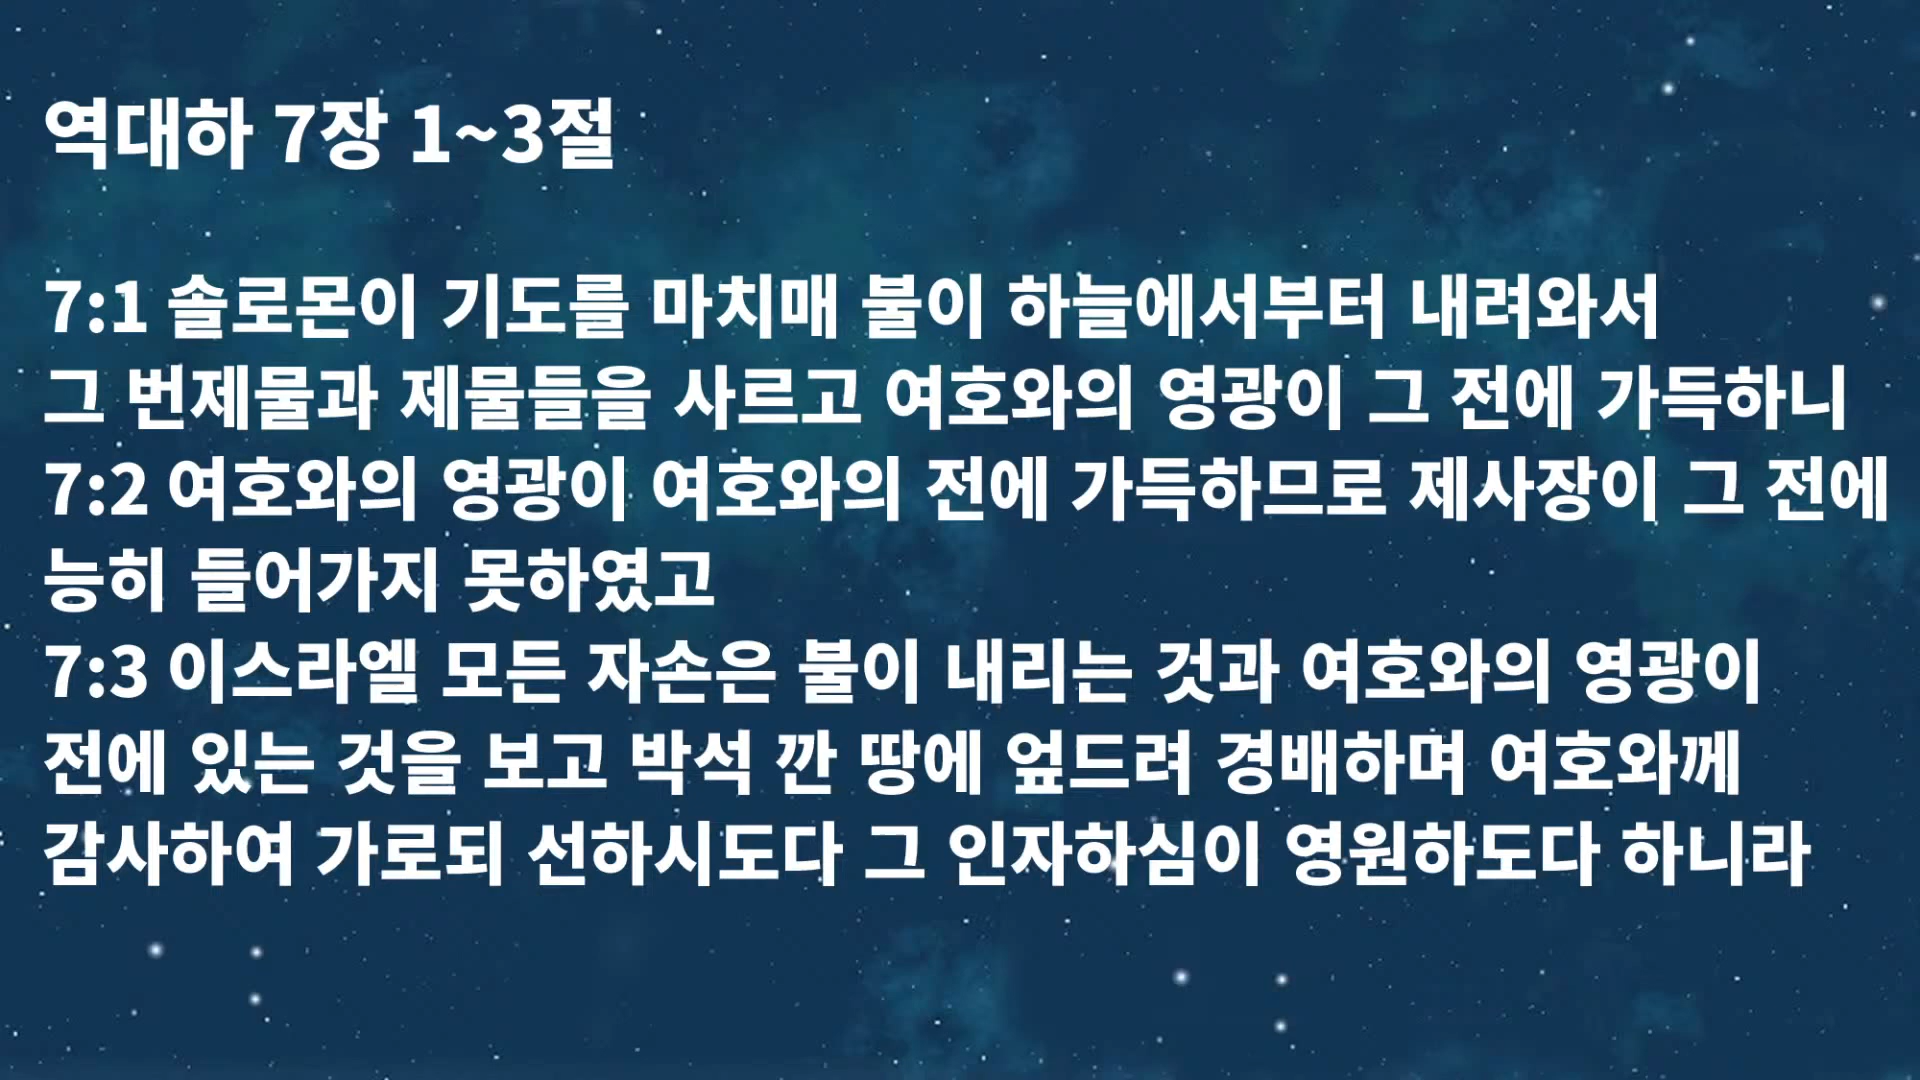 역대하 7장 1~3절
7:1 솔로몬이 기도를 마치매 불이 하늘에서부터 내려와서
그 번제물과 제물들을 사르고 여호와의 영광이 그 전에 가득하니
7:2 여호와의 영광이 여호와의 전에 가득하므로 제사장이 그 전에
능히 들어가지 못하였고
7:3 이스라엘 모든 자손은 불이 내리는 것과 여호와의 영광이
전에 있는 것을 보고 박석 깐 땅에 엎드려 경배하며 여호와께
감사하여 가로되 선하시도다 그 인자하심이 영원하도다 하니라